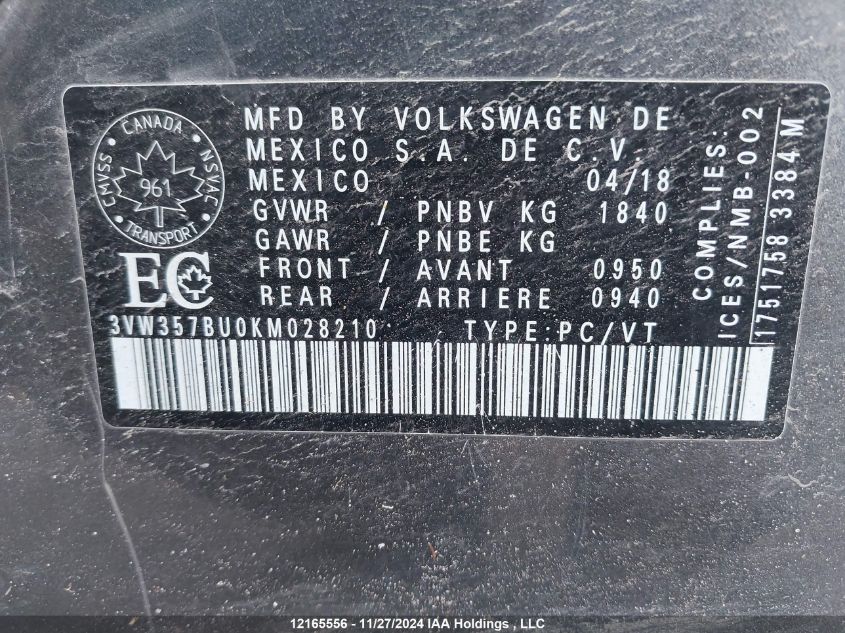 CANADA
CMVSS
NSVAC
961
TRANSPORT
EC
MFD BY VOLKSWAGEN DE
MEXICO S.A. DE C.V.
MEXICO 04/18
GVWR / PNBV KG 1840
GAWR / PNBE KG
FRONT / AVANT 0950
REAR / ARRIERE 0940
3VW357BU0KM028210 TYPE:PC/VT
COMPLIES:
ICES/NMB-002
1751758 3384 M
12165556 - 11/27/2024 IAA Holdings , LLC